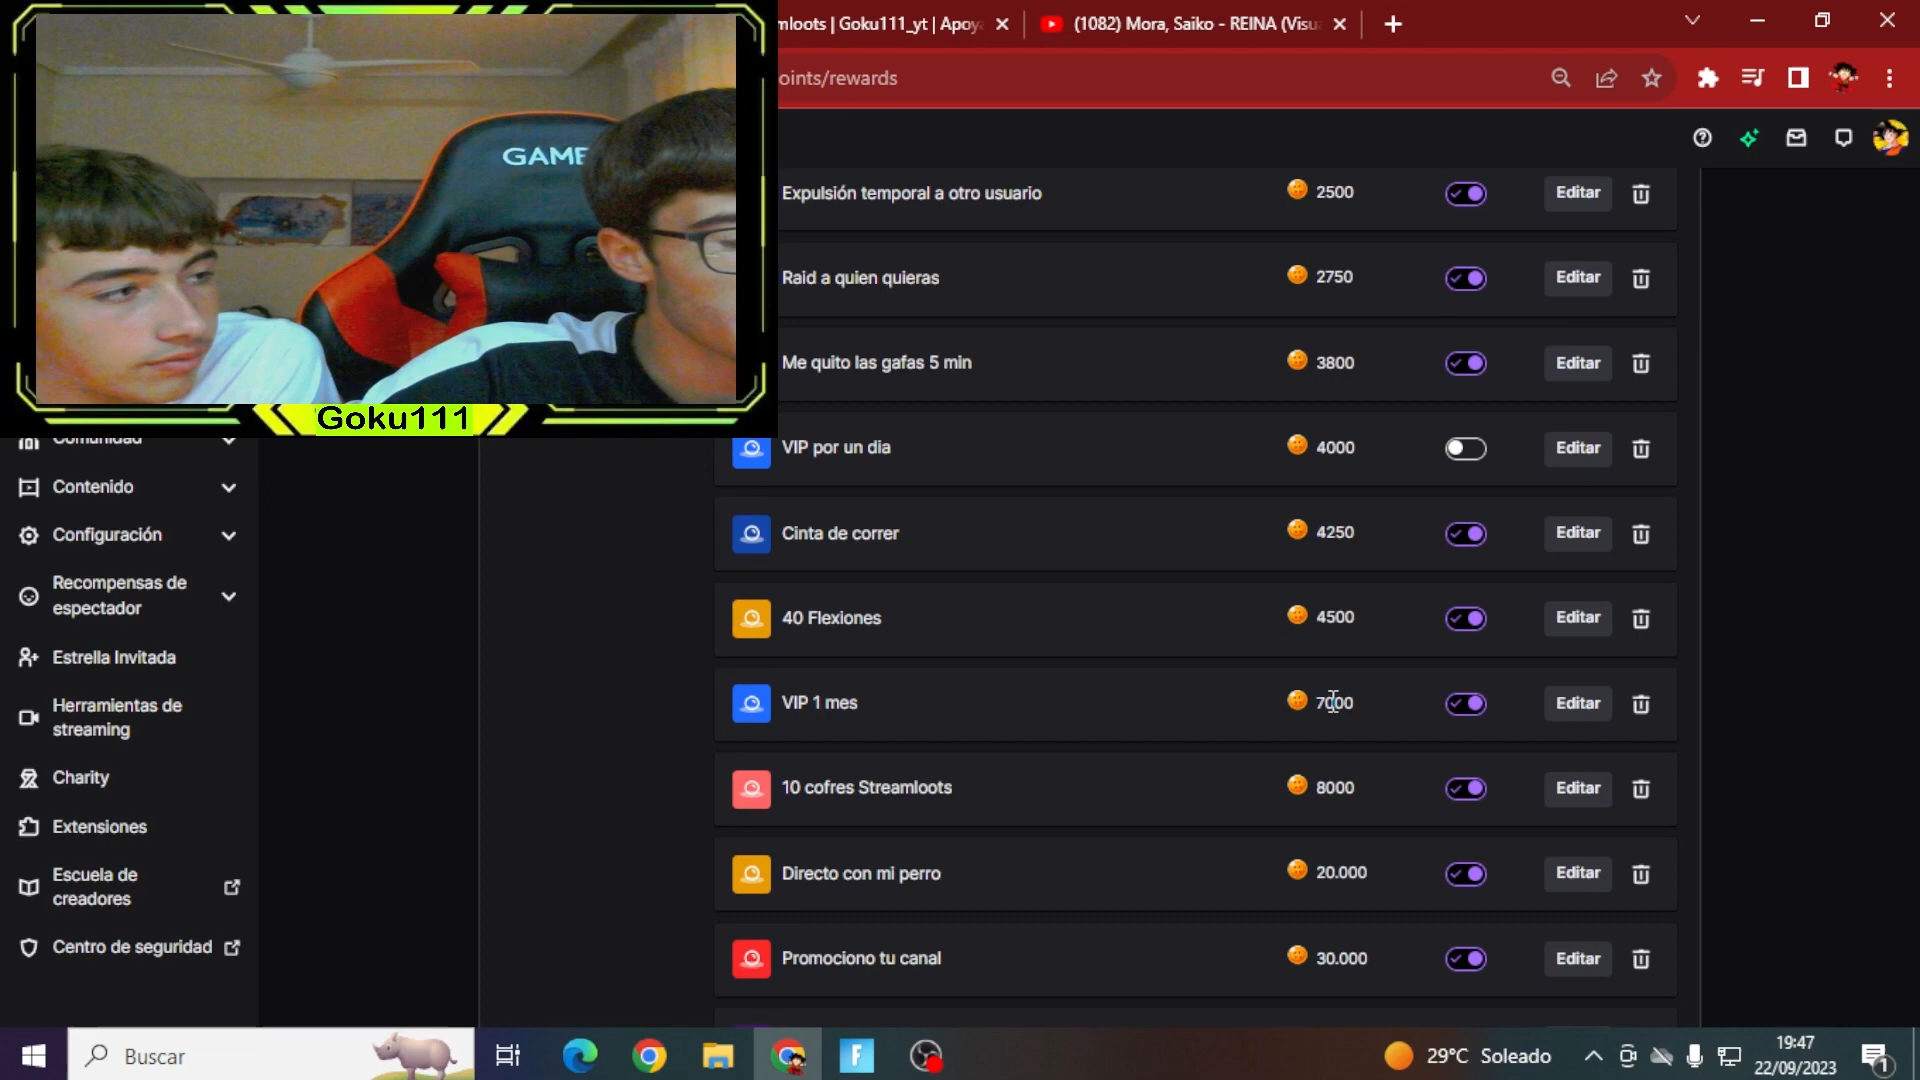 mloots | Goku111_yt | Apoy
(1082) Mora, Saiko - REINA (Visu
oints/rewards
GAME
Goku111
Expulsión temporal a otro usuario
2500
Editar
Raid a quien quieras
2750
Editar
Me quito las gafas 5 min
3800
Editar
VIP por un dia
4000
Editar
Cinta de correr
4250
Editar
40 Flexiones
4500
Editar
VIP 1 mes
7000
Editar
10 cofres Streamloots
8000
Editar
Directo con mi perro
20.000
Editar
Promociono tu canal
30.000
Editar
Comunidad
Contenido
Configuración
Recompensas de
espectador
Estrella Invitada
Herramientas de
streaming
Charity
Extensiones
Escuela de
creadores
Centro de seguridad
Buscar
29°C Soleado
19:47
22/09/2023
1